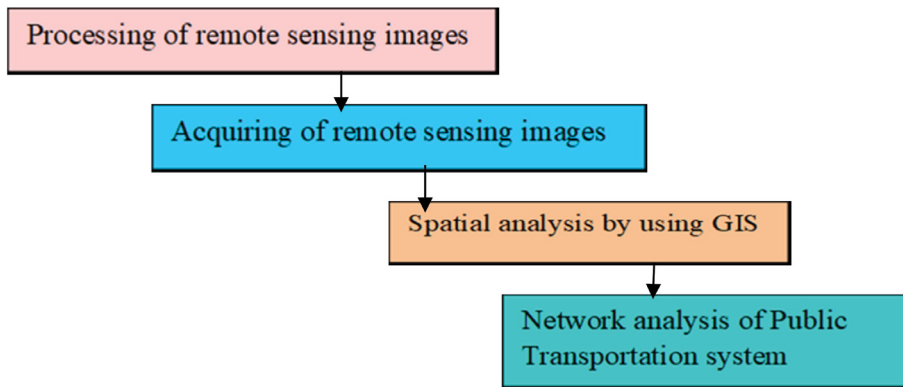 Processing of remote sensing images
Acquiring of remote sensing images
Spatial analysis by using GIS
Network analysis of Public
Transportation system